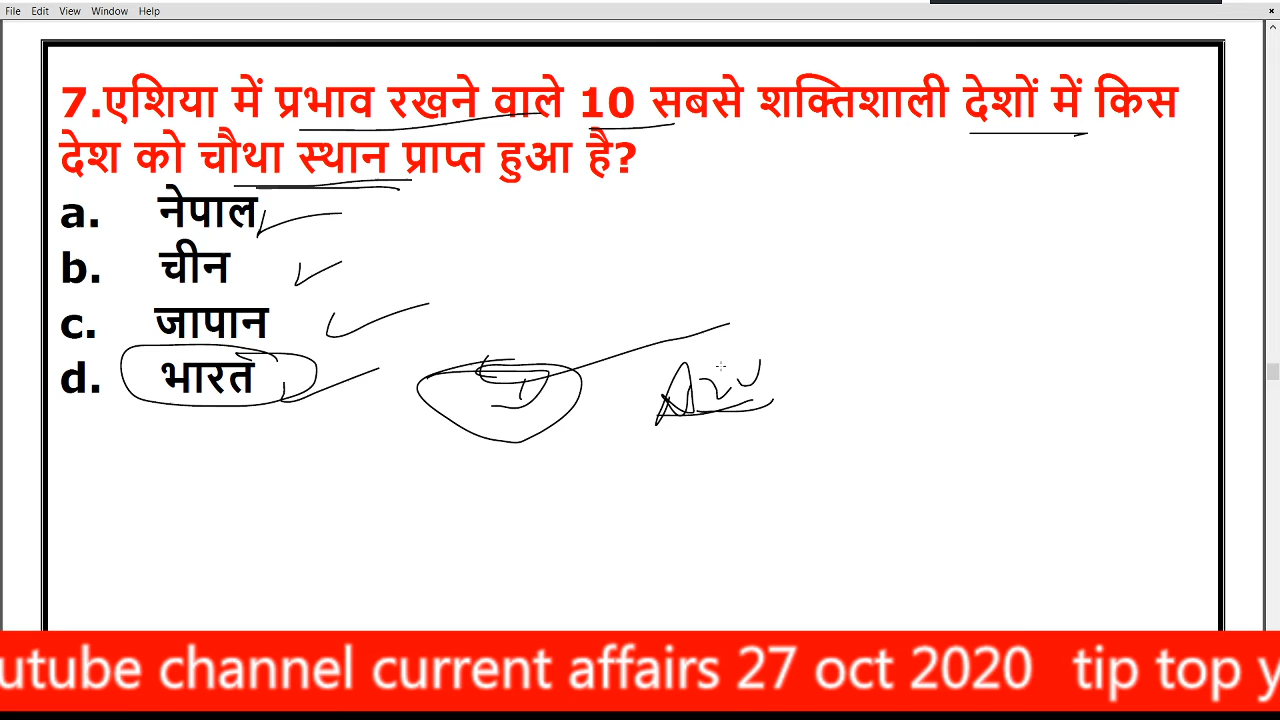 File Edit View Window Help
7.एशिया में प्रभाव रखने वाले 10 सबसे शक्तिशाली देशों में किस
देश को चौथा स्थान प्राप्त हुआ है?
a. नेपाल
b. चीन
c. जापान
d. भारत
utube channel current affairs 27 oct 2020 tip top y